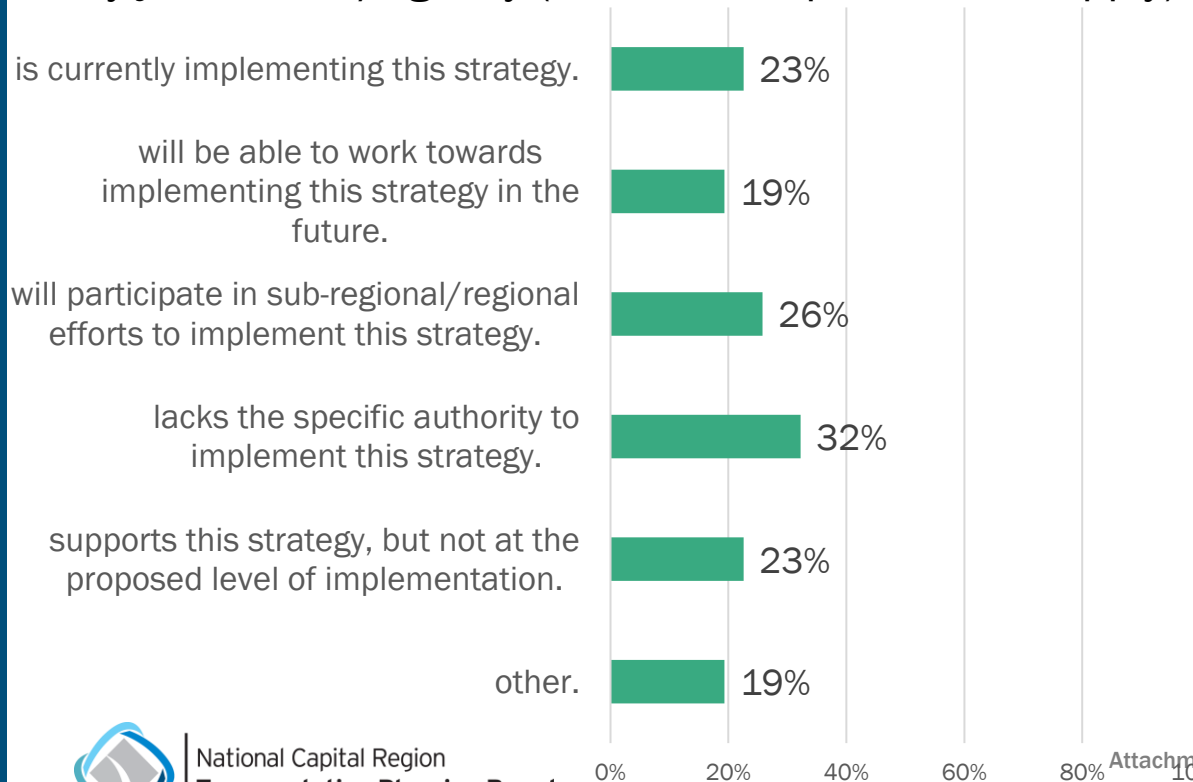 is currently implementing this strategy.
23%
will be able to work towards
implementing this strategy in the
future.
19%
will participate in sub-regional/regional
efforts to implement this strategy.
26%
lacks the specific authority to
implement this strategy.
32%
supports this strategy, but not at the
proposed level of implementation.
23%
other.
19%
0% 20% 40% 60% 80%
National Capital Region